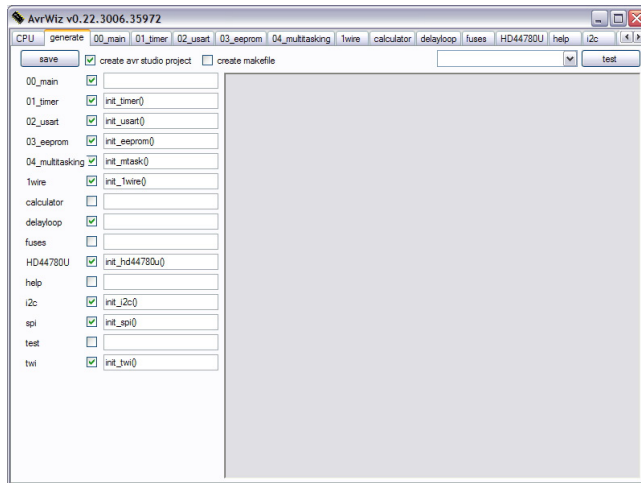 AvrWiz v0.22.3006.35972
CPU generate 00_main 01_timer 02_usart 03_eeprom 04_multitasking 1wire calculator delayloop fuses HD44780U help i2c
save create avr studio project create makefile test
00_main
01_timer init_timer()
02_usart init_usart()
03_eeprom init_eeprom()
04_multitasking init_mtask()
1wire init_1wire()
calculator
delayloop
fuses
HD44780U init_hd44780u()
help
i2c init_i2c()
spi init_spi()
test
twi init_twi()